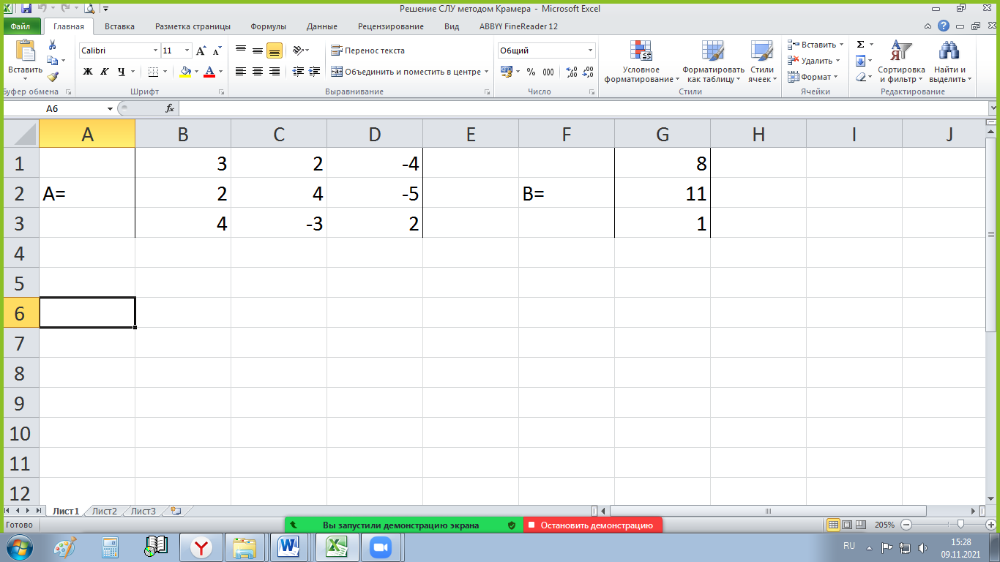 Решение СЛУ методом Крамера - Microsoft Excel
Файл Главная Вставка Разметка страницы Формулы Данные Рецензирование Вид ABBYY FineReader 12
Вставить
Буфер обмена
Calibri 11
Ж К Ч
Шрифт
Перенос текста
Объединить и поместить в центре
Выравнивание
Общий
% 000
Число
Условное форматирование
Форматировать как таблицу
Стили ячеек
Стили
Вставить
Удалить
Формат
Ячейки
Σ
Сортировка и фильтр
Найти и выделить
Редактирование
A6 fx
A B C D E F G H I J
1 3 2 -4 8
2 A= 2 4 -5 B= 11
3 4 -3 2 1
4
5
6
7
8
9
10
11
12
Лист1 Лист2 Лист3
Готово Вы запустили демонстрацию экрана Остановить демонстрацию 205%
RU 15:28
09.11.2021